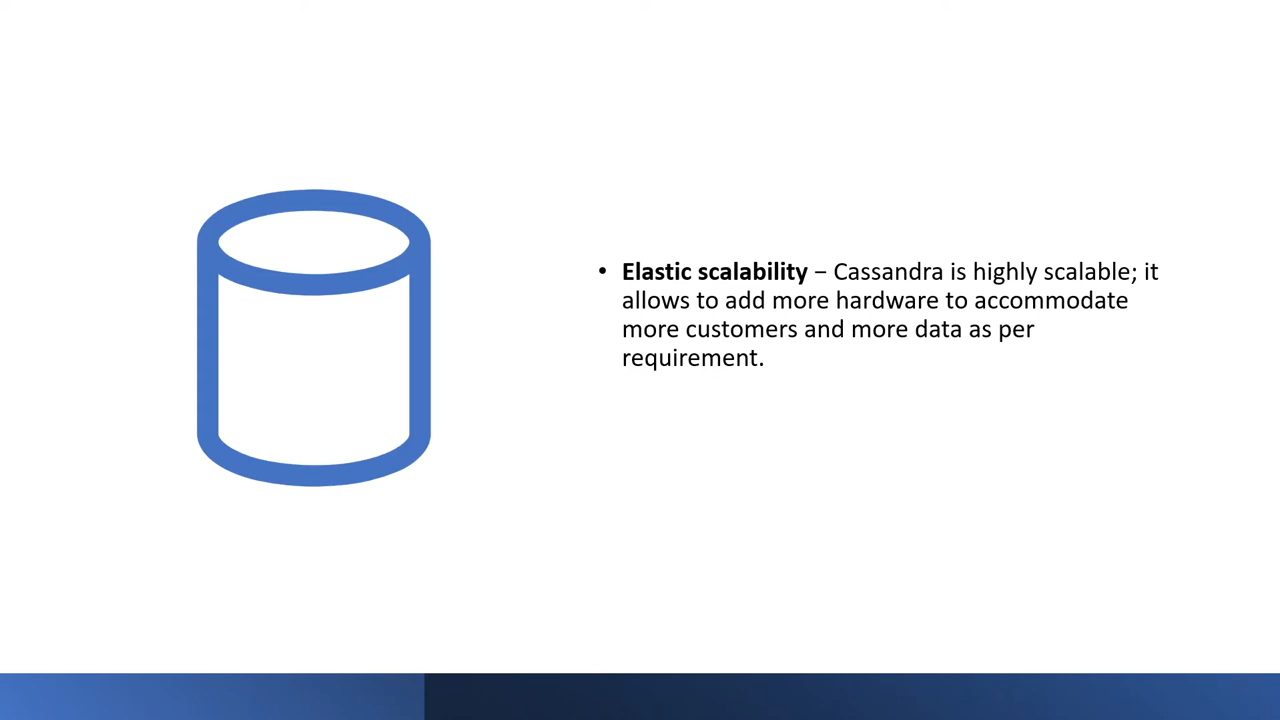 • Elastic scalability − Cassandra is highly scalable; it
allows to add more hardware to accommodate
more customers and more data as per
requirement.